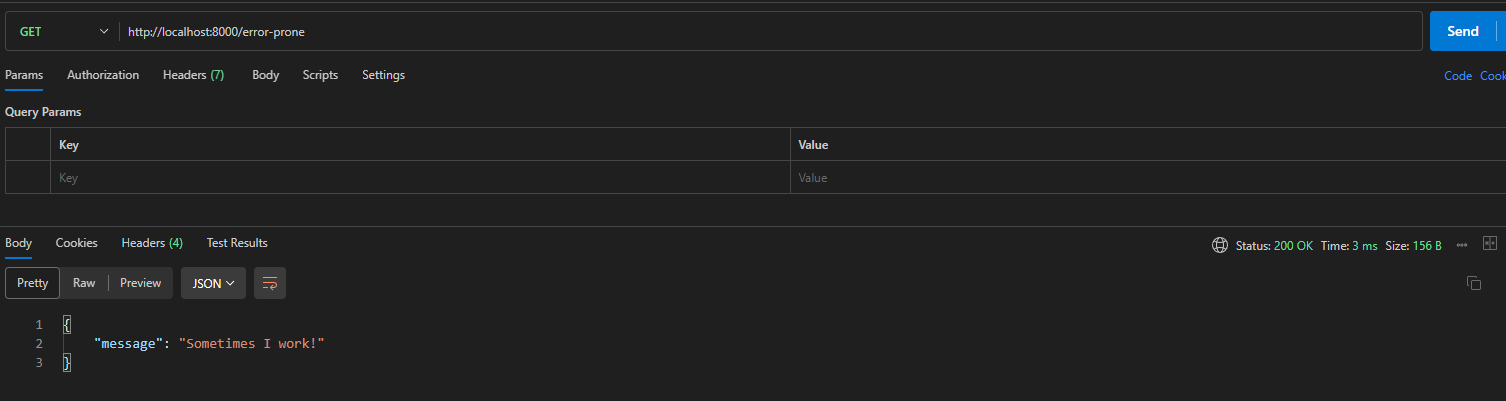 GET http://localhost:8000/error-prone Send
Params Authorization Headers (7) Body Scripts Settings Code Cook
Query Params
Key Value
Key Value
Body Cookies Headers (4) Test Results Status: 200 OK Time: 3 ms Size: 156 B
Pretty Raw Preview JSON
1 {
2 "message": "Sometimes I work!"
3 }